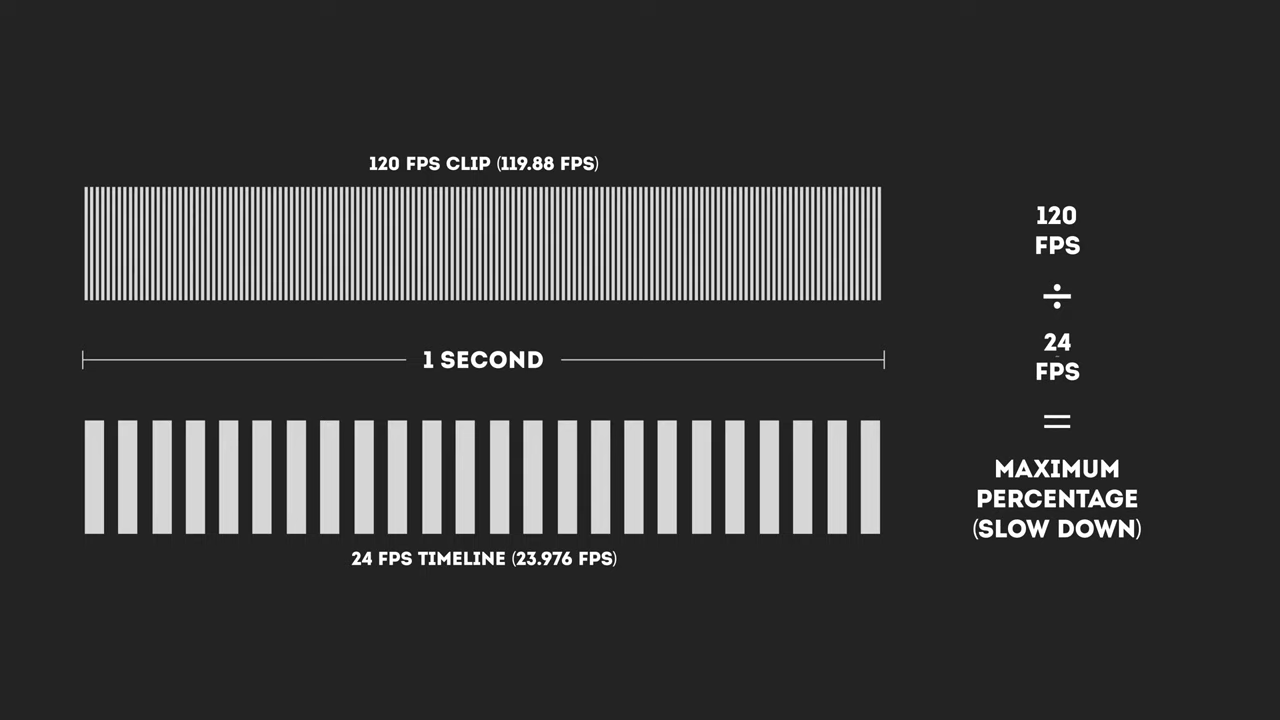 120 FPS CLIP (119.88 FPS)
1 SECOND
24 FPS TIMELINE (23.976 FPS)
120
FPS
÷
24
FPS
=
MAXIMUM
PERCENTAGE
(SLOW DOWN)